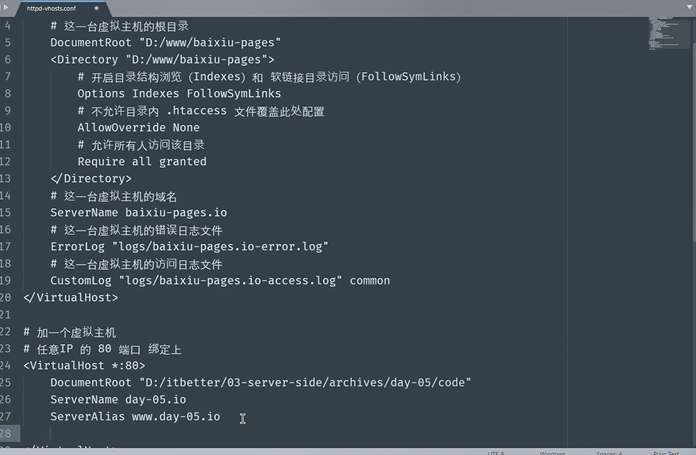 httpd-vhosts.conf
4 # 这一台虚拟主机的根目录
5 DocumentRoot "D:/www/baixiu-pages"
6 <Directory "D:/www/baixiu-pages">
7 # 开启目录结构浏览（Indexes）和 软链接目录访问（FollowSymLinks）
8 Options Indexes FollowSymLinks
9 # 不允许目录内 .htaccess 文件覆盖此处配置
10 AllowOverride None
11 # 允许所有人访问该目录
12 Require all granted
13 </Directory>
14 # 这一台虚拟主机的域名
15 ServerName baixiu-pages.io
16 # 这一台虚拟主机的错误日志文件
17 ErrorLog "logs/baixiu-pages.io-error.log"
18 # 这一台虚拟主机的访问日志文件
19 CustomLog "logs/baixiu-pages.io-access.log" common
20 </VirtualHost>
21
22 # 加一个虚拟主机
23 # 任意IP 的 80 端口 绑定上
24 <VirtualHost *:80>
25 DocumentRoot "D:/itbetter/03-server-side/archives/day-05/code"
26 ServerName day-05.io
27 ServerAlias www.day-05.io
28
</VirtualHost>
UTF-8 Windows Spaces: 4 Plain Text